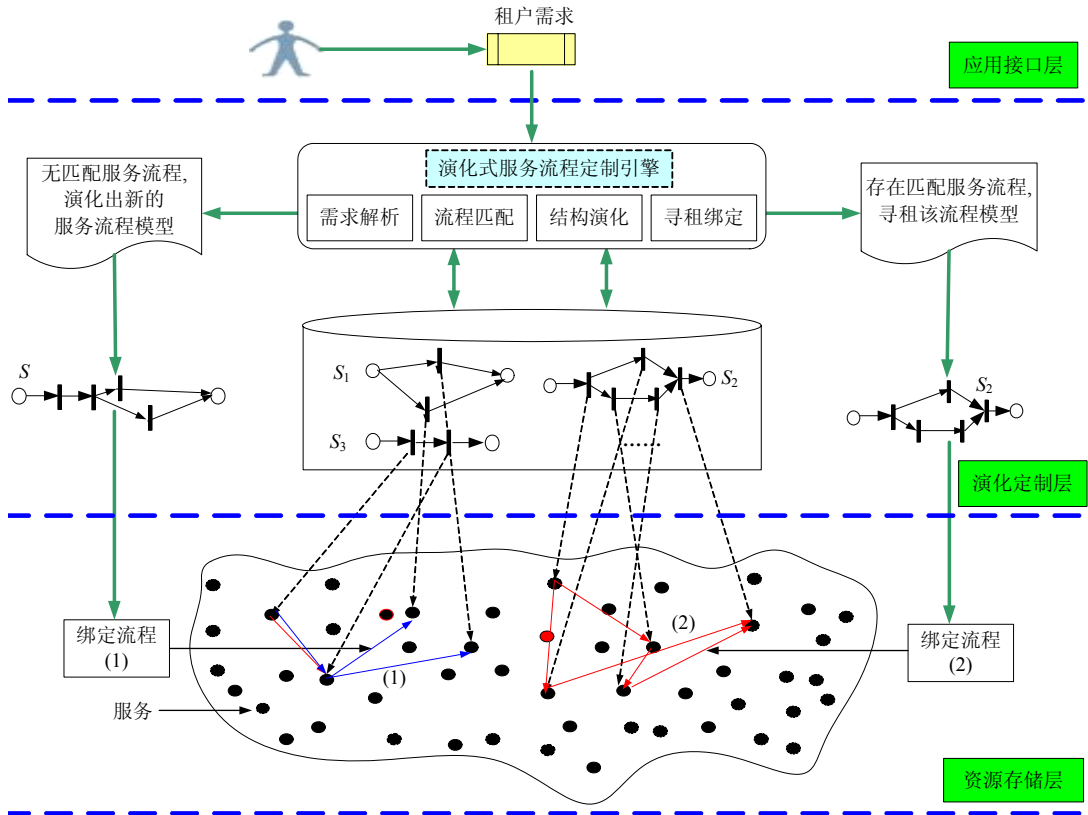 租户需求
应用接口层
无匹配服务流程,
演化出新的
服务流程模型
演化式服务流程定制引擎
需求解析
流程匹配
结构演化
寻租绑定
存在匹配服务流程,
寻租该流程模型
S
S1
S2
S3
......
S2
演化定制层
绑定流程
(1)
(1)
(2)
绑定流程
(2)
服务
资源存储层